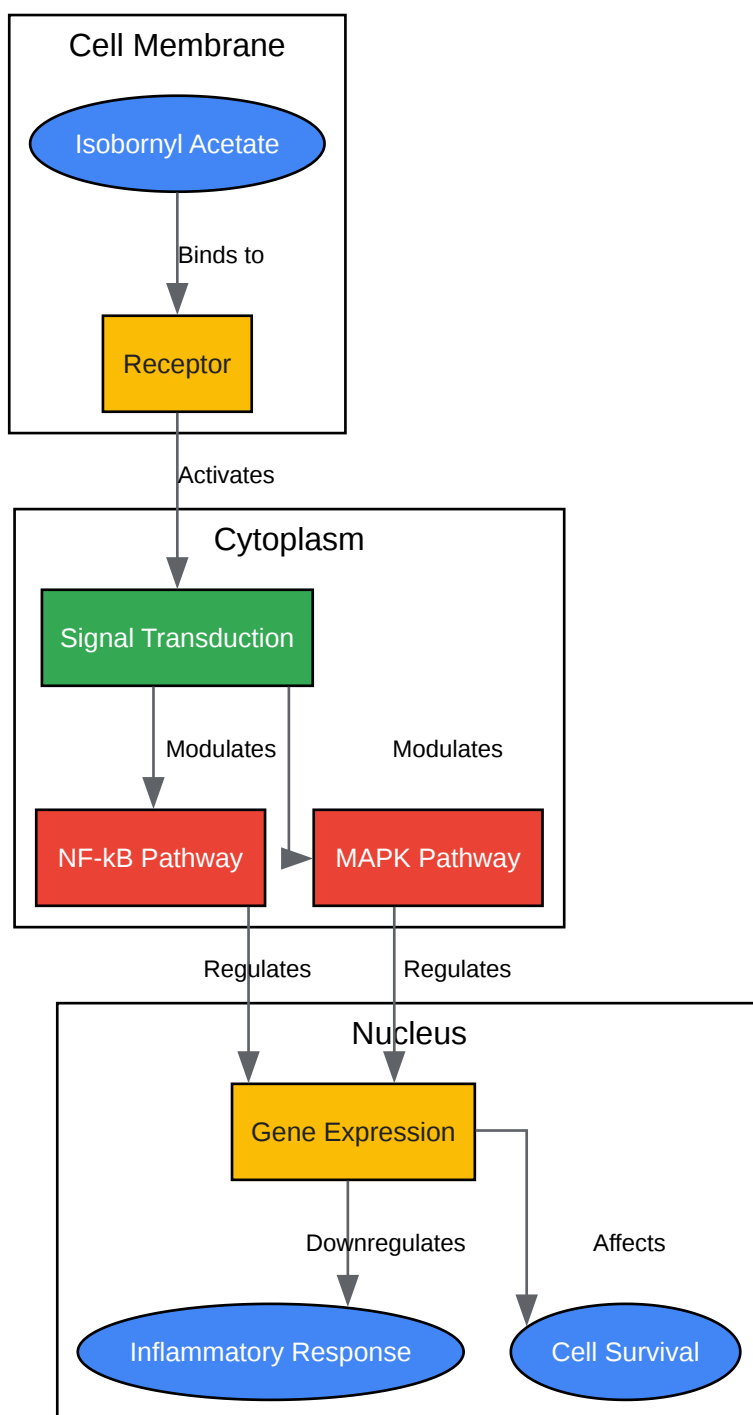 Cell Membrane
Isobornyl Acetate
Binds to
Receptor
Activates
Cytoplasm
Signal Transduction
Modulates
Modulates
NF-kB Pathway
MAPK Pathway
Regulates
Regulates
Nucleus
Gene Expression
Downregulates
Affects
Inflammatory Response
Cell Survival